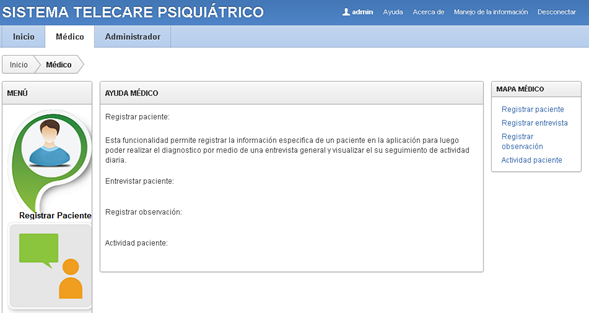 SISTEMA TELECARE PSIQUIÁTRICO
admin Ayuda Acerca de Manejo de la información Desconectar
Inicio Médico Administrador
Inicio Médico
MENÚ
Registrar Paciente
AYUDA MÉDICO
Registrar paciente:
Esta funcionalidad permite registrar la información especifica de un paciente en la aplicación para luego
poder realizar el diagnostico por medio de una entrevista general y visualizar el su seguimiento de actividad
diaria.
Entrevistar paciente:
Registrar observación:
Actividad paciente:
MAPA MÉDICO
Registrar paciente
Registrar entrevista
Registrar
observación
Actividad paciente